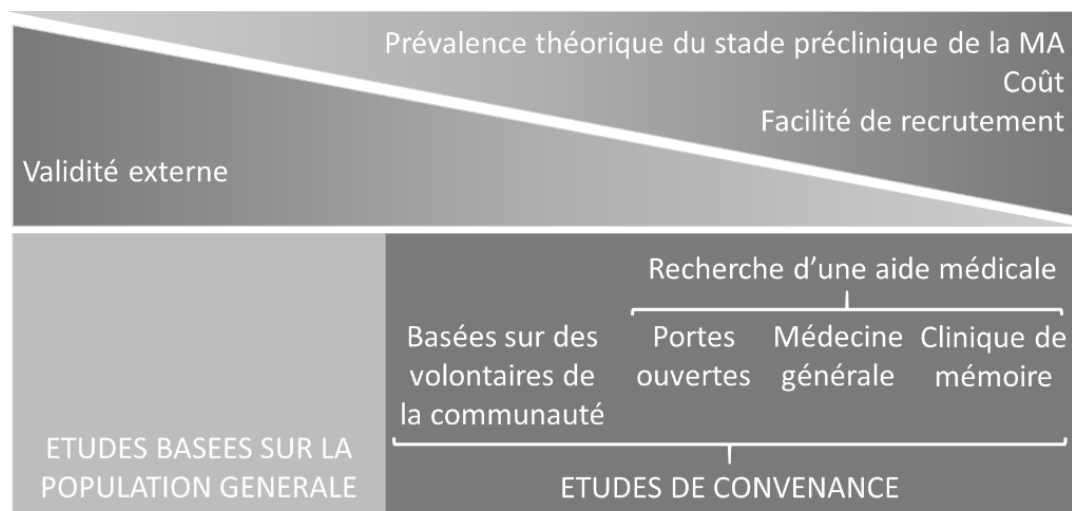 Prévalence théorique du stade préclinique de la MA
Coût
Facilité de recrutement
Validité externe
Recherche d'une aide médicale
Basées sur des
volontaires de
la communauté
Portes
ouvertes
Médecine
générale
Clinique de
mémoire
ETUDES BASEES SUR LA
POPULATION GENERALE
ETUDES DE CONVENANCE